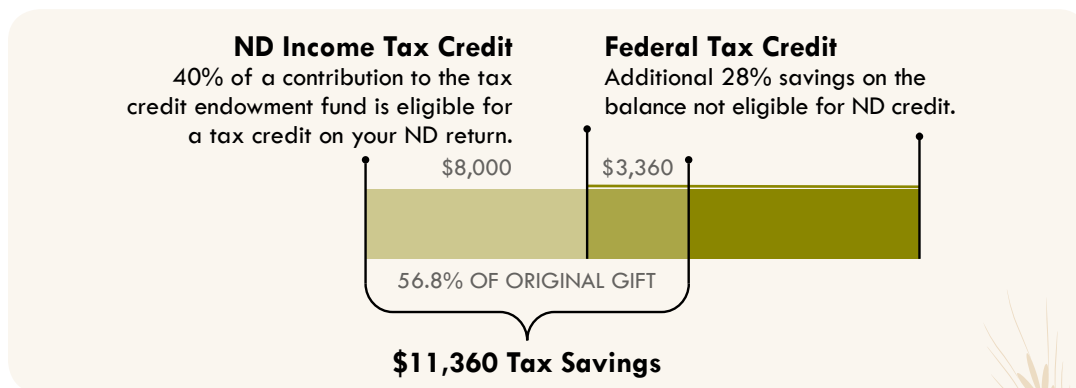 ND Income Tax Credit
40% of a contribution to the tax
credit endowment fund is eligible for
a tax credit on your ND return.
Federal Tax Credit
Additional 28% savings on the
balance not eligible for ND credit.
$8,000
$3,360
56.8% OF ORIGINAL GIFT
$11,360 Tax Savings